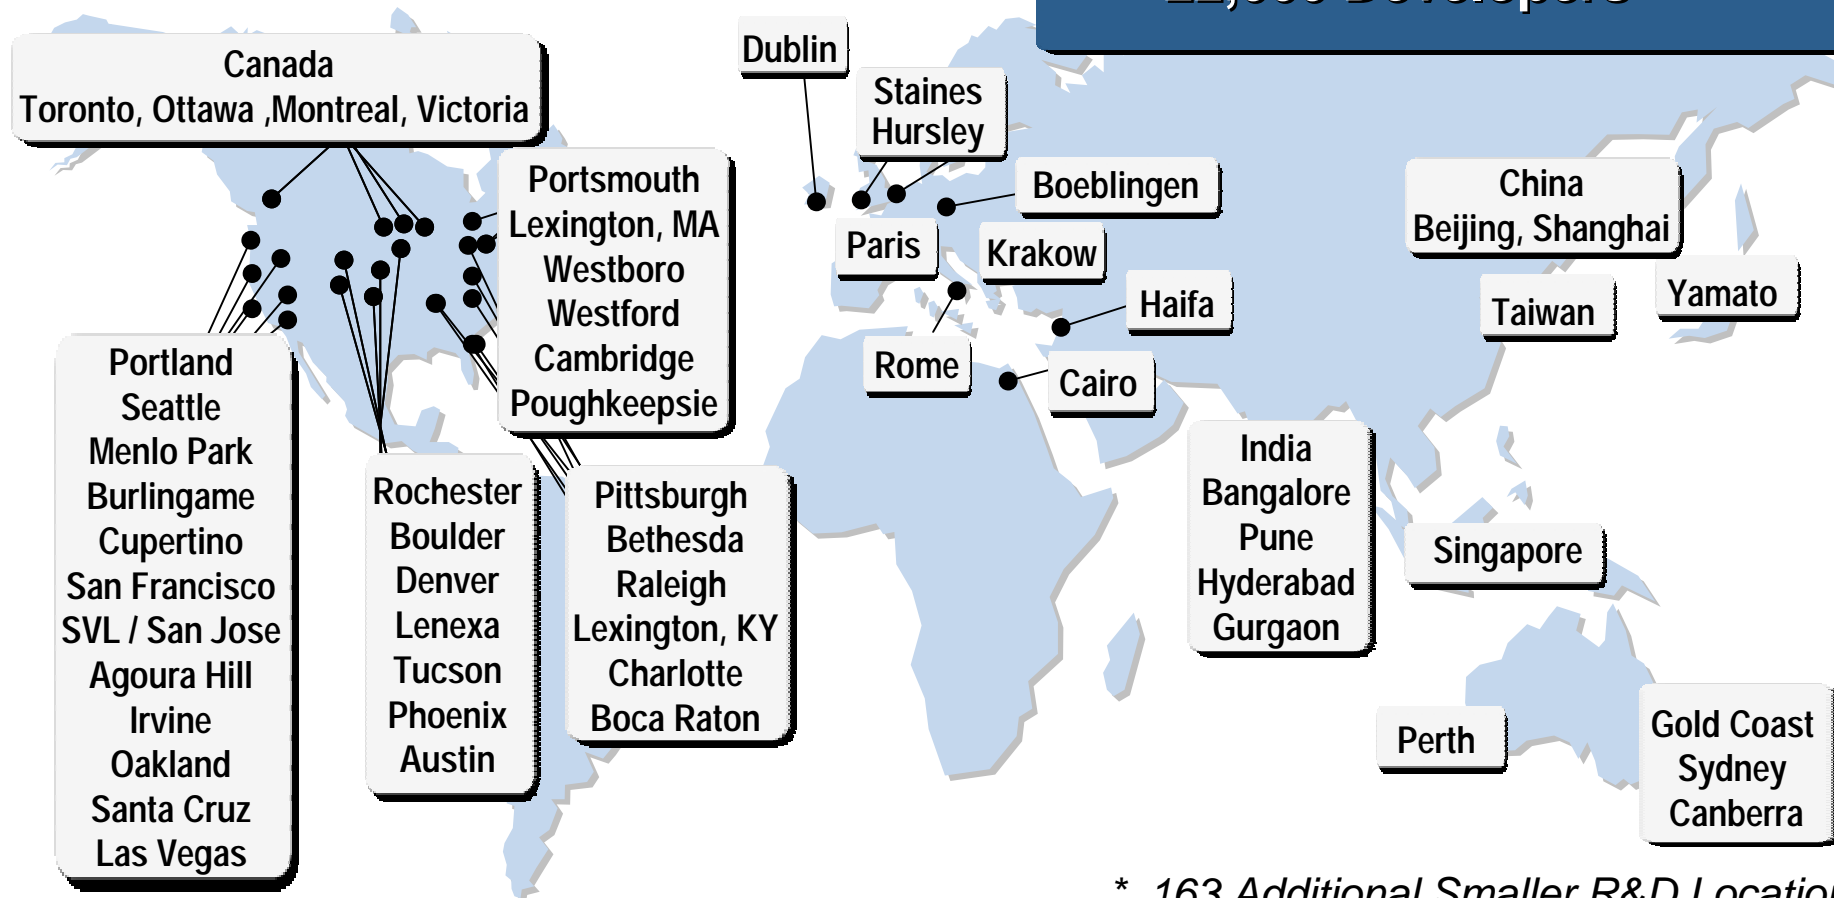 Developers
Canada
Toronto, Ottawa ,Montreal, Victoria
Dublin
Staines
Hursley
Portsmouth
Lexington, MA
Westboro
Westford
Cambridge
Poughkeepsie
Boeblingen
Paris
Krakow
Haifa
Rome
Cairo
China
Beijing, Shanghai
Taiwan
Yamato
Portland
Seattle
Menlo Park
Burlingame
Cupertino
San Francisco
SVL / San Jose
Agoura Hill
Irvine
Oakland
Santa Cruz
Las Vegas
Rochester
Boulder
Denver
Lenexa
Tucson
Phoenix
Austin
Pittsburgh
Bethesda
Raleigh
Lexington, KY
Charlotte
Boca Raton
India
Bangalore
Pune
Hyderabad
Gurgaon
Singapore
Perth
Gold Coast
Sydney
Canberra
* 163 Additional Smaller R&D Location